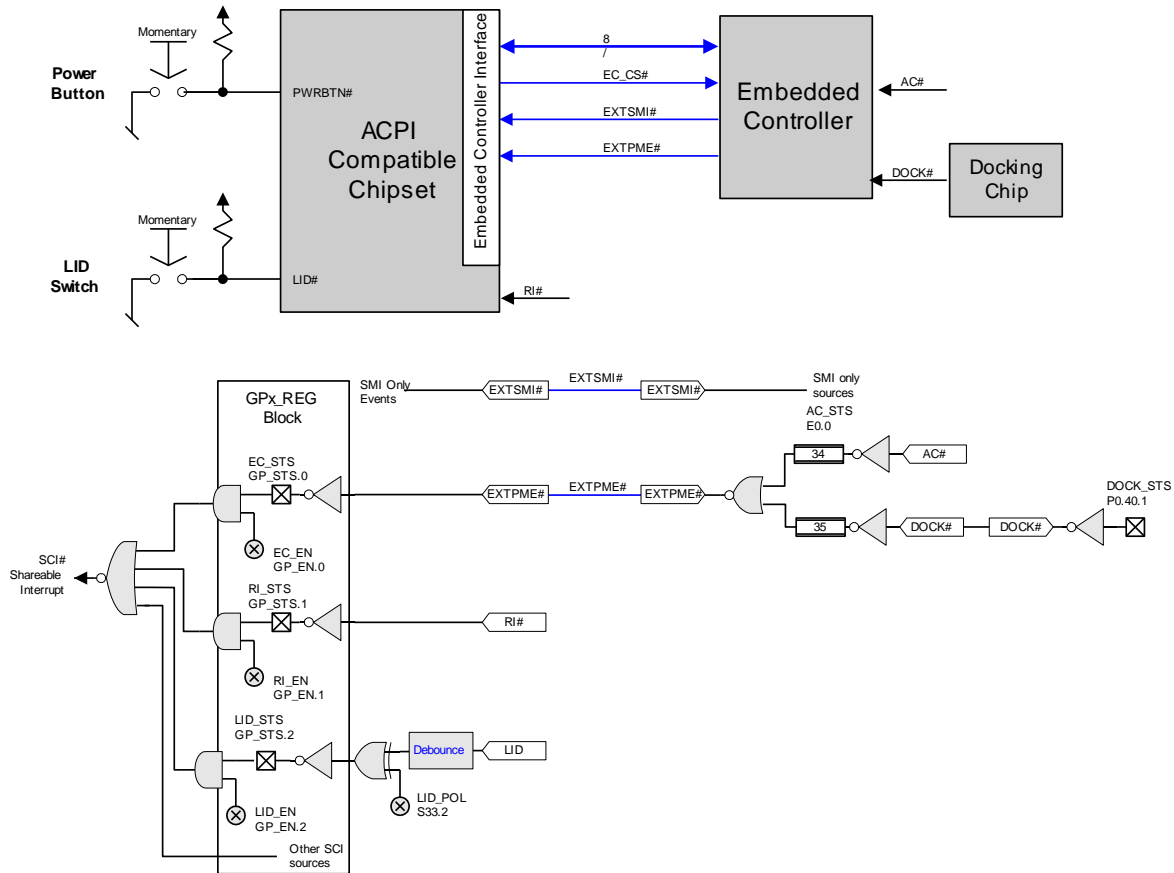 Momentary
Power
Button
PWRBTN#
ACPI
Compatible
Chipset
Embedded Controller Interface
8
/
EC_CS#
EXTSMI#
EXTPME#
Embedded
Controller
AC#
DOCK#
Docking
Chip
Momentary
LID
Switch
LID#
RI#
GPx_REG
Block
SMI Only
Events
EXTSMI#
EXTSMI#
EXTSMI#
SMI only
sources
AC_STS
E0.0
34
AC#
EC_STS
GP_STS.0
EXTPME#
EXTPME#
EXTPME#
DOCK_STS
P0.40.1
35
DOCK#
DOCK#
EC_EN
GP_EN.0
SCI#
Shareable
Interrupt
RI_STS
GP_STS.1
RI#
RI_EN
GP_EN.1
LID_STS
GP_STS.2
Debounce
LID
LID_POL
S33.2
LID_EN
GP_EN.2
Other SCI
sources